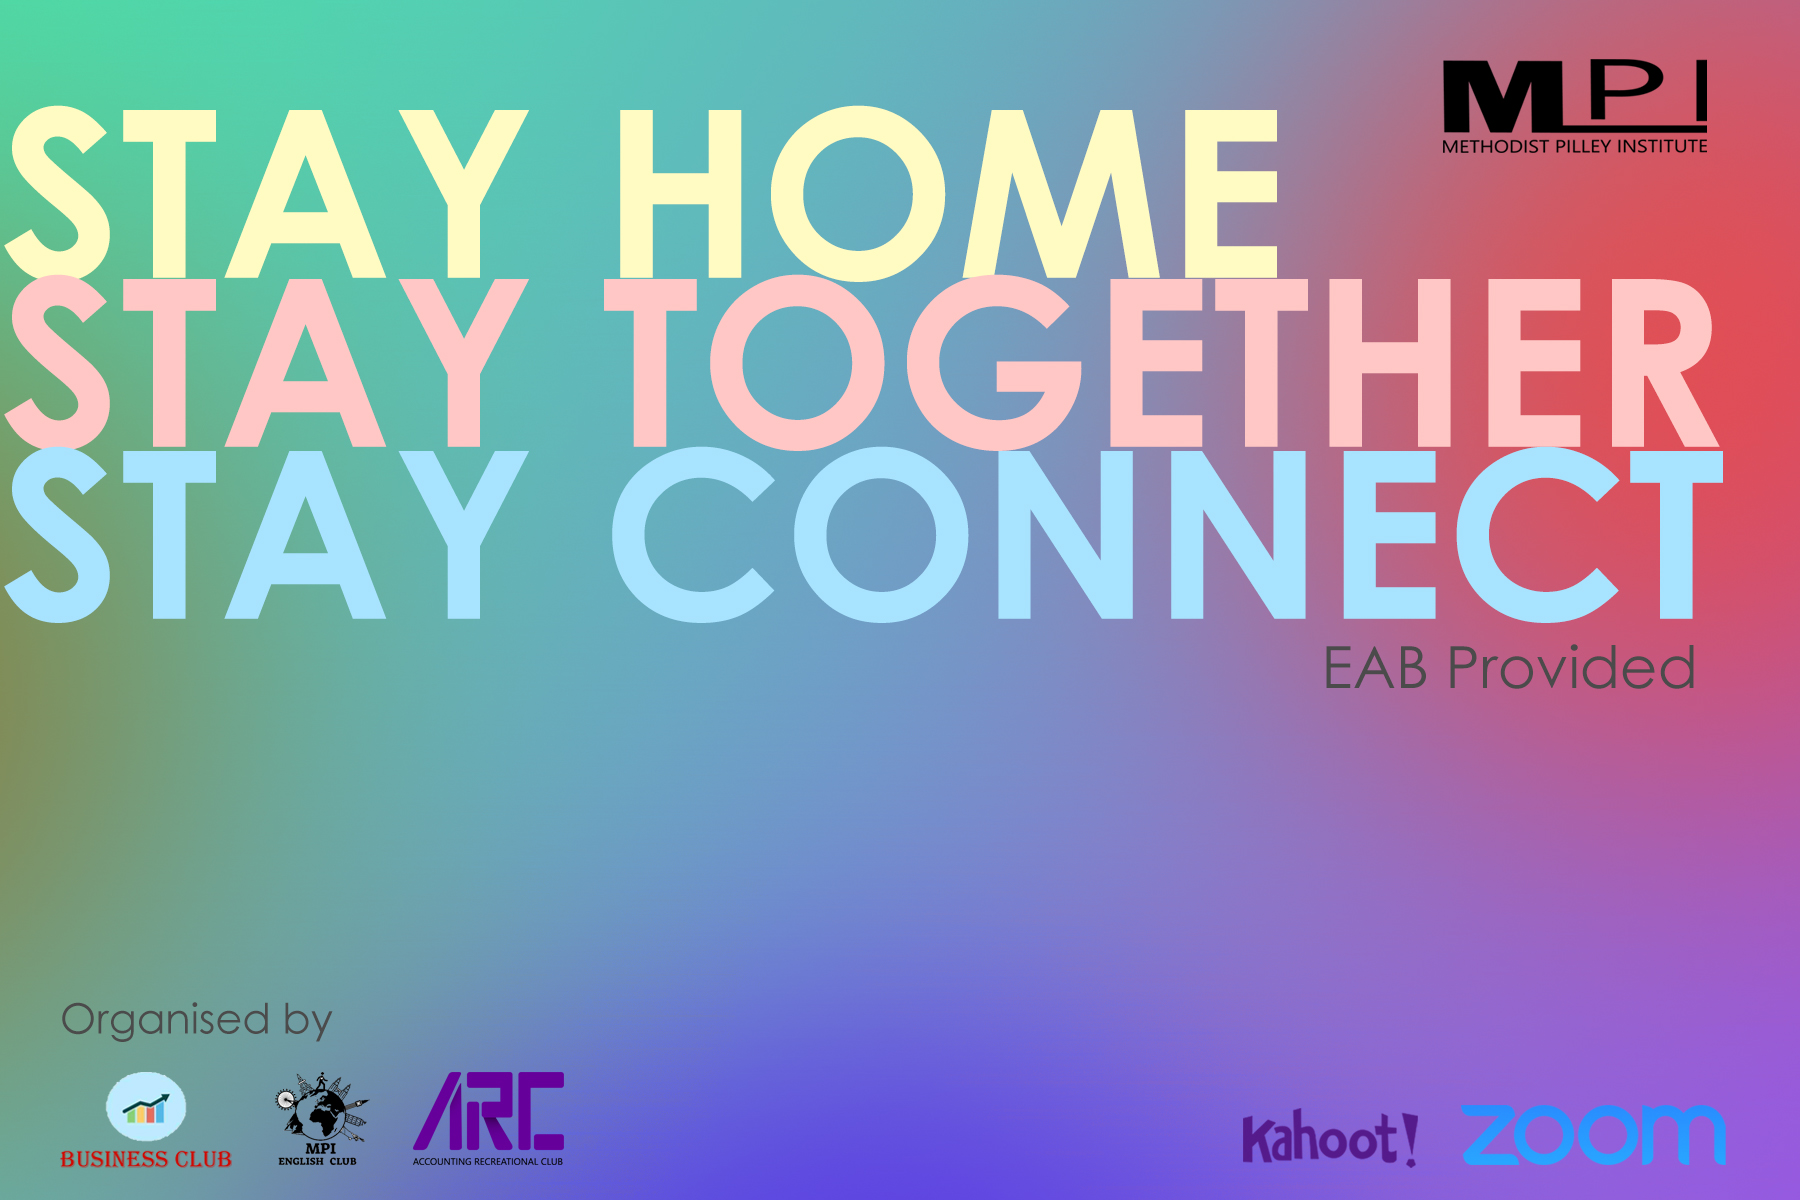 MPI
METHODIST PILLEY INSTITUTE
STAY HOME
STAY TOGETHER
STAY CONNECT
EAB Provided
Organised by
BUSINESS CLUB
MPI
ENGLISH CLUB
ARC
ACCOUNTING RECREATIONAL CLUB
Kahoot!
zoom